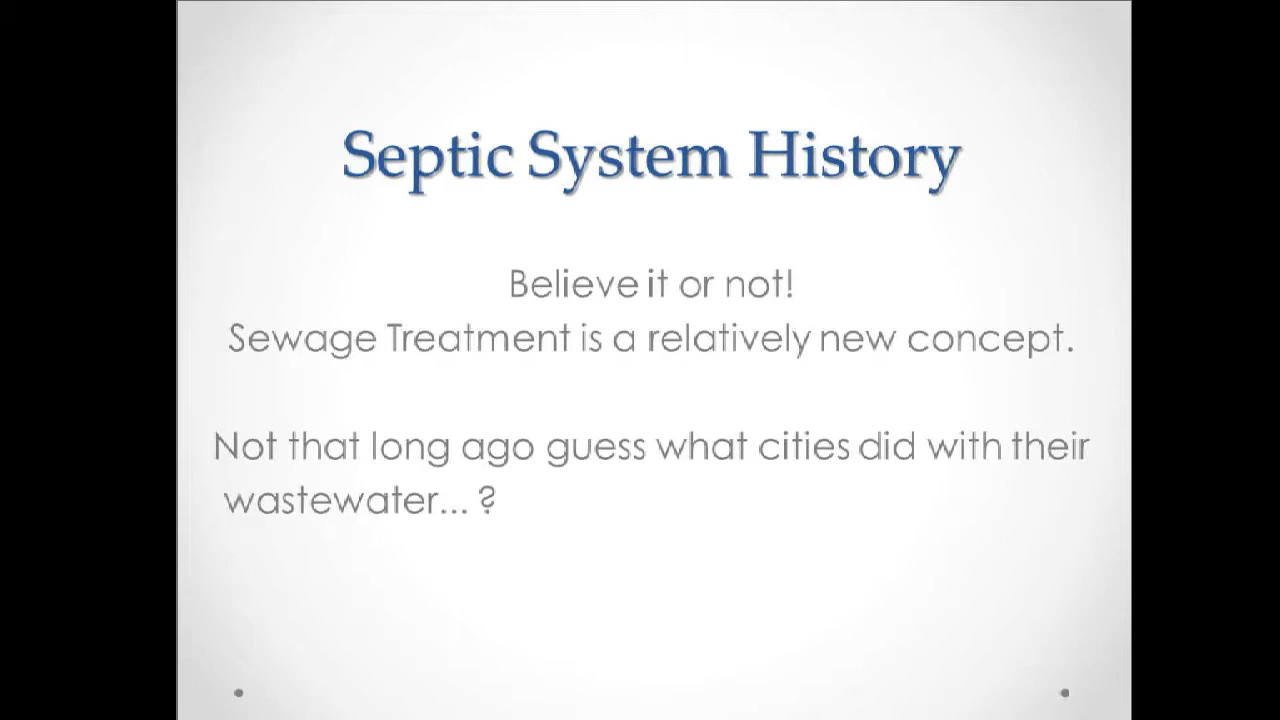 Septic System History
Believe it or not!
Sewage Treatment is a relatively new concept.
Not that long ago guess what cities did with their
wastewater... ?